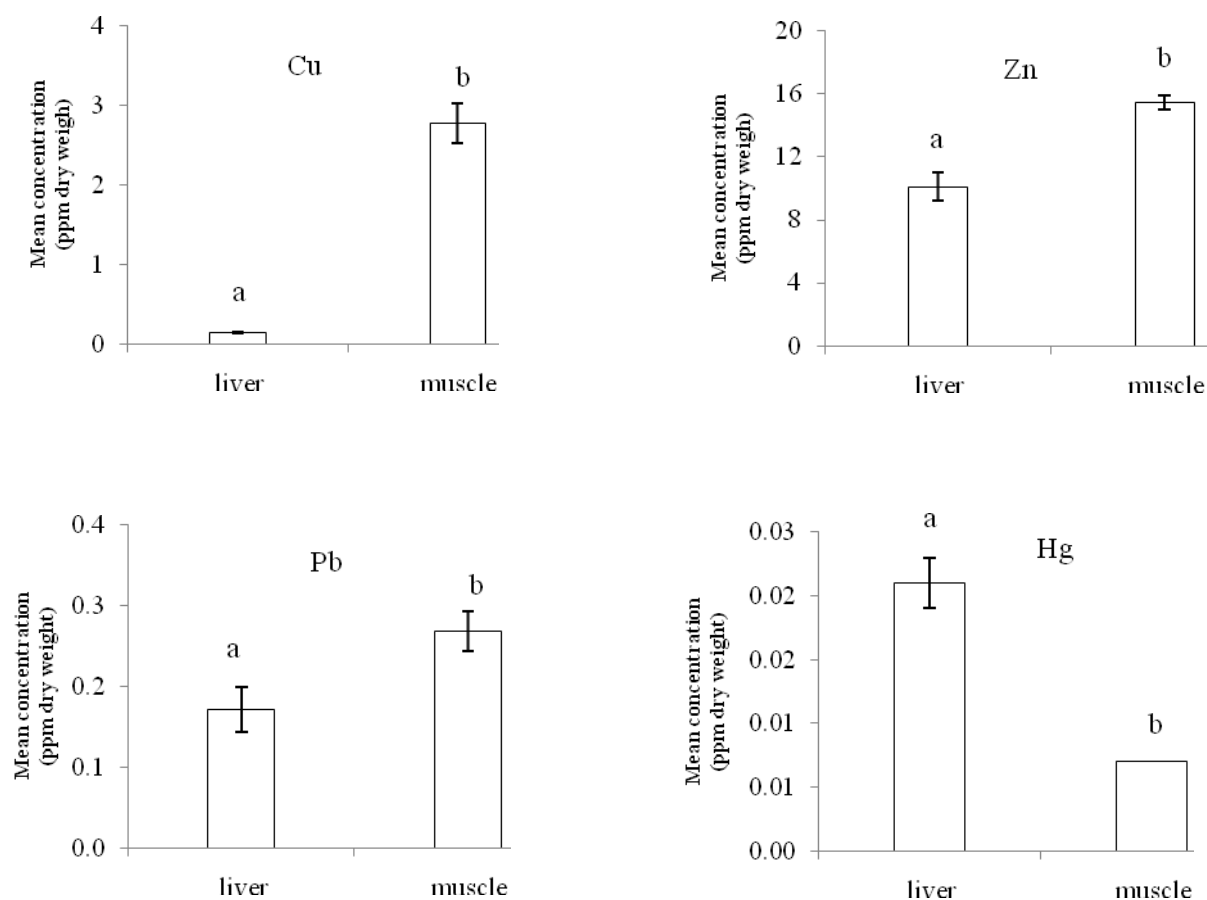 Cu
Mean concentration
(ppm dry weigh)
4
3
2
1
0
a
b
liver
muscle
Zn
Mean concentration
(ppm dry weigh)
20
16
12
8
4
0
a
b
liver
muscle
Pb
Mean concentration
(ppm dry weight)
0.4
0.3
0.2
0.1
0.0
a
b
liver
muscle
Hg
Mean concentration
(ppm dry weight)
0.03
0.02
0.02
0.01
0.01
0.00
a
b
liver
muscle